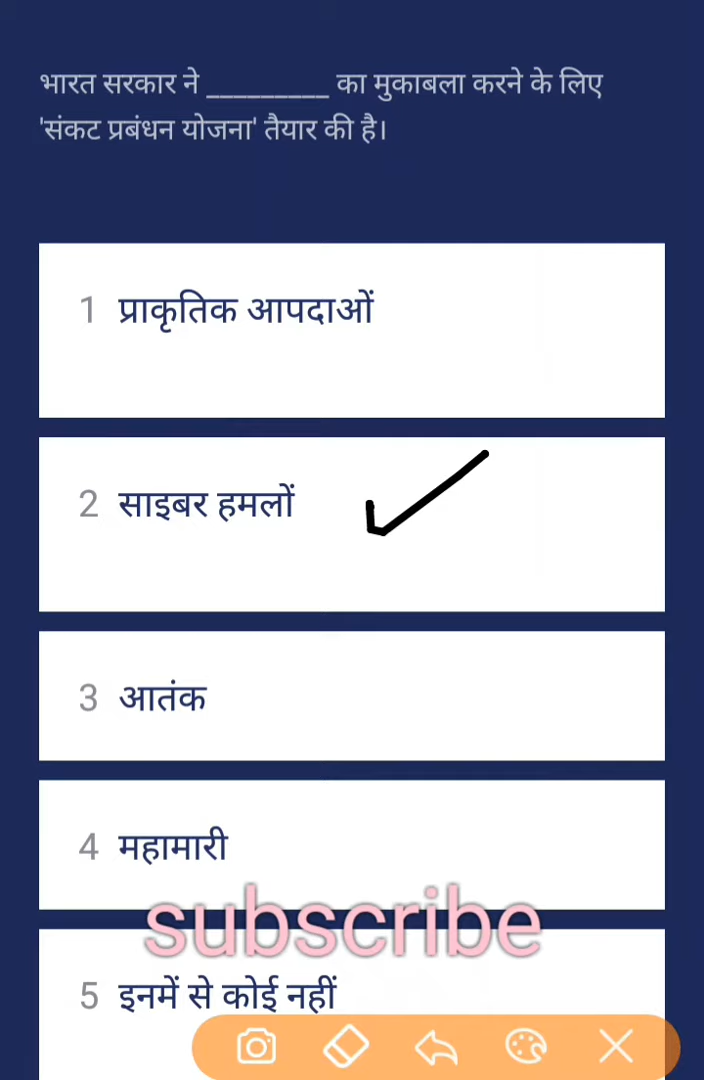 भारत सरकार ने _________ का मुकाबला करने के लिए
'संकट प्रबंधन योजना' तैयार की है।
1 प्राकृतिक आपदाओं
2 साइबर हमलों
3 आतंक
4 महामारी
subscribe
5 इनमें से कोई नहीं